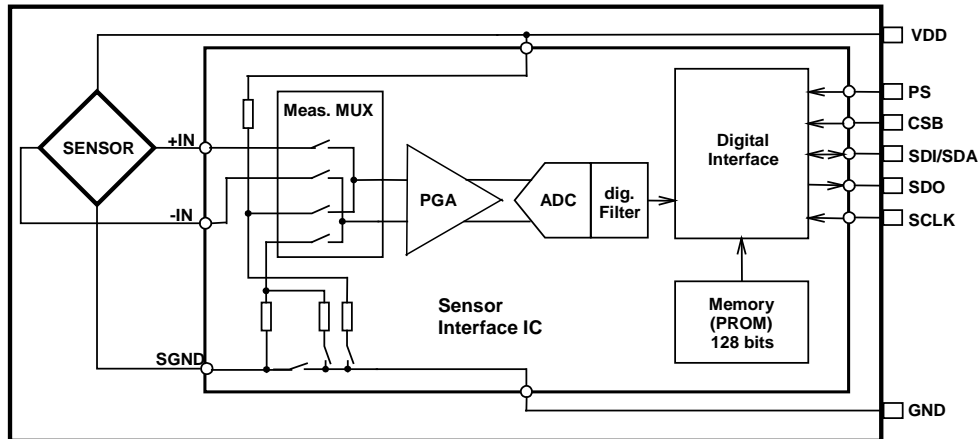 VDD
PS
Meas. MUX
CSB
SENSOR
+IN
Digital
Interface
SDI/SDA
PGA
ADC
dig.
Filter
SDO
-IN
SCLK
Sensor
Interface IC
Memory
(PROM)
128 bits
SGND
GND